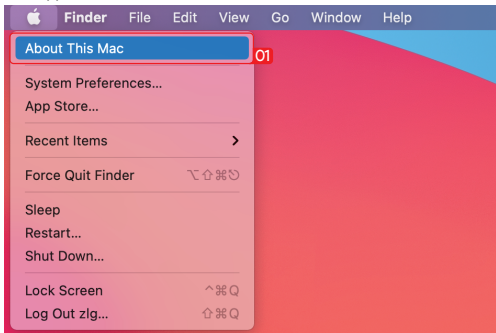 Finder File Edit View Go Window Help
About This Mac
01
System Preferences...
App Store...
Recent Items
Force Quit Finder ⌥⇧⌘⎋
Sleep
Restart...
Shut Down...
Lock Screen ^⌘Q
Log Out zlg... ⇧⌘Q